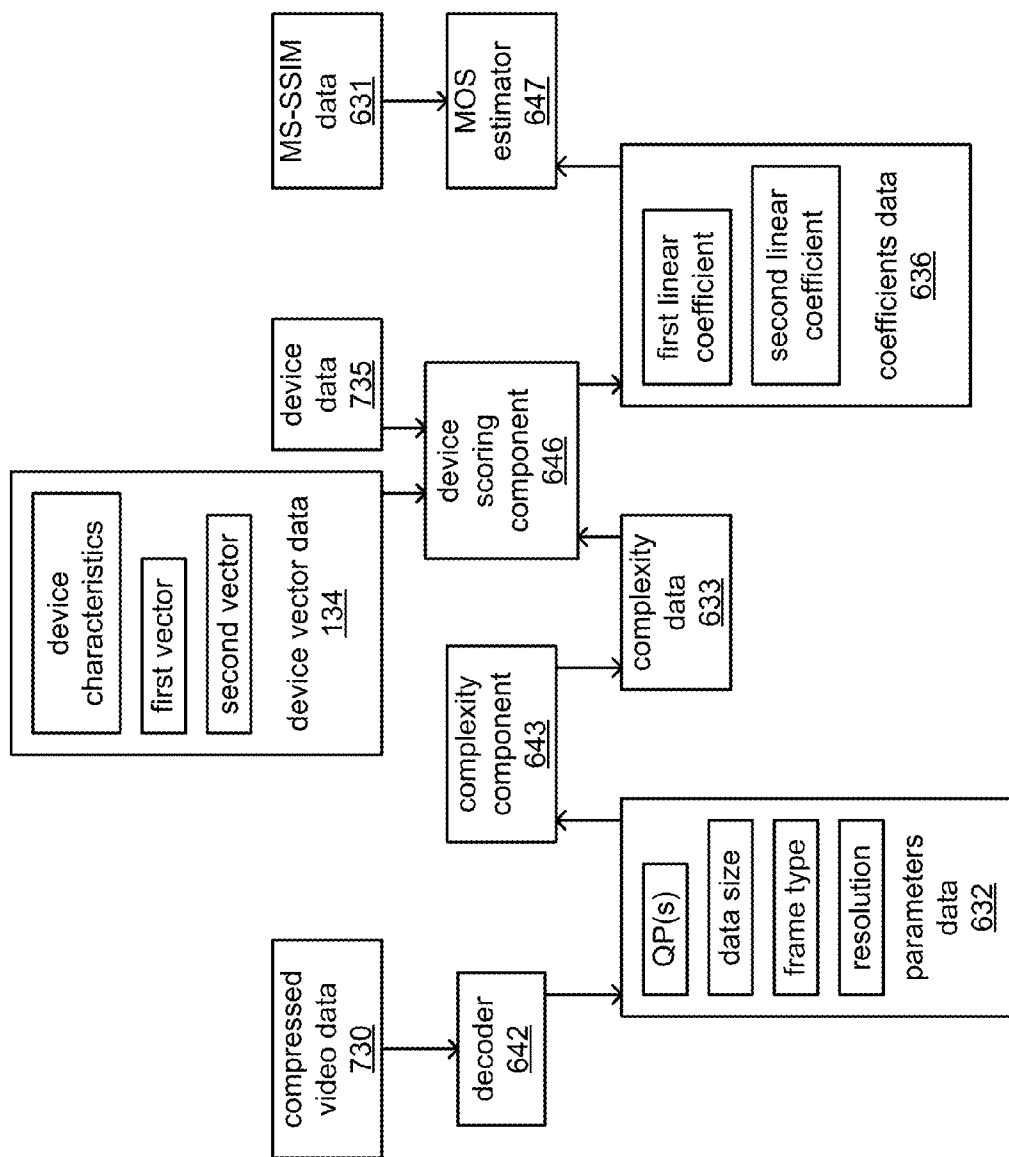 compressed
video data
730
decoder
642
QP(s)
data size
frame type
resolution
parameters
data
632
complexity
component
643
complexity
data
633
device
characteristics
first vector
second vector
device vector data
134
device
data
735
device
scoring
component
646
first linear
coefficient
second linear
coefficient
coefficients data
636
MS-SSIM
data
631
MOS
estimator
647